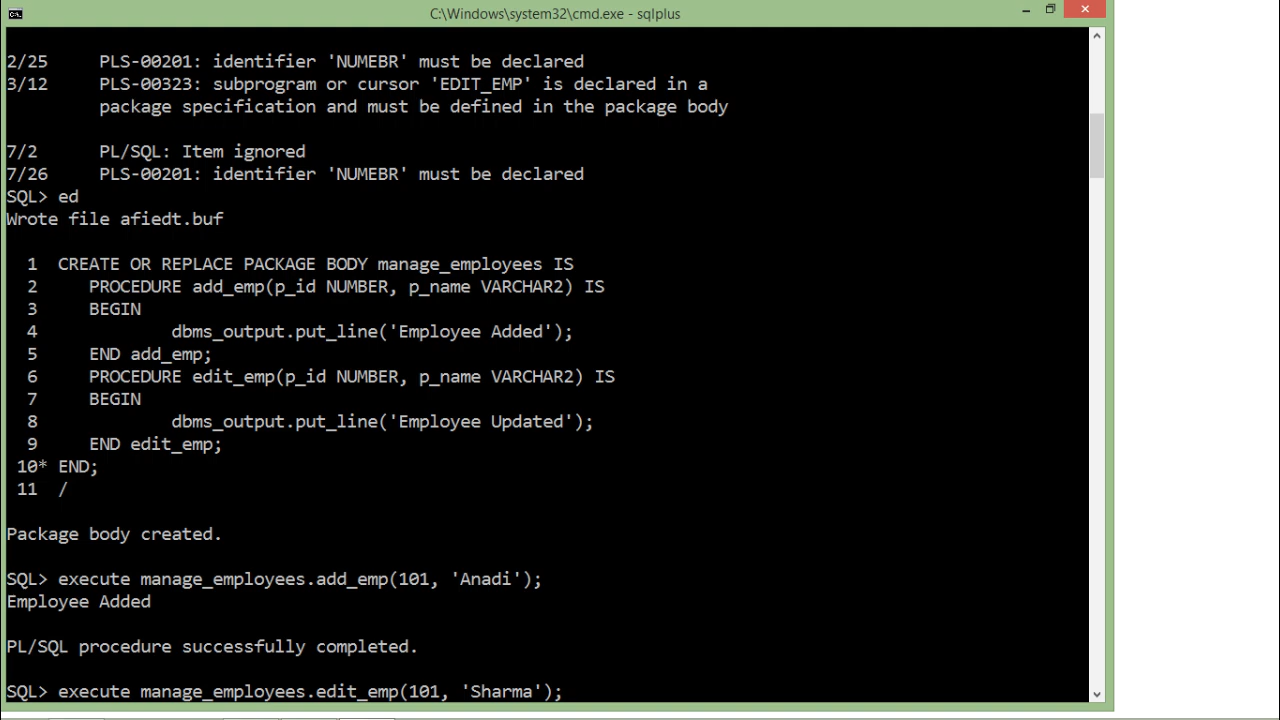 C:\Windows\system32\cmd.exe - sqlplus
2/25 PLS-00201: identifier 'NUMEBR' must be declared
3/12 PLS-00323: subprogram or cursor 'EDIT_EMP' is declared in a
package specification and must be defined in the package body
7/2 PL/SQL: Item ignored
7/26 PLS-00201: identifier 'NUMEBR' must be declared
SQL> ed
Wrote file afiedt.buf
1 CREATE OR REPLACE PACKAGE BODY manage_employees IS
2 PROCEDURE add_emp(p_id NUMBER, p_name VARCHAR2) IS
3 BEGIN
4 dbms_output.put_line('Employee Added');
5 END add_emp;
6 PROCEDURE edit_emp(p_id NUMBER, p_name VARCHAR2) IS
7 BEGIN
8 dbms_output.put_line('Employee Updated');
9 END edit_emp;
10* END;
11 /
Package body created.
SQL> execute manage_employees.add_emp(101, 'Anadi');
Employee Added
PL/SQL procedure successfully completed.
SQL> execute manage_employees.edit_emp(101, 'Sharma');